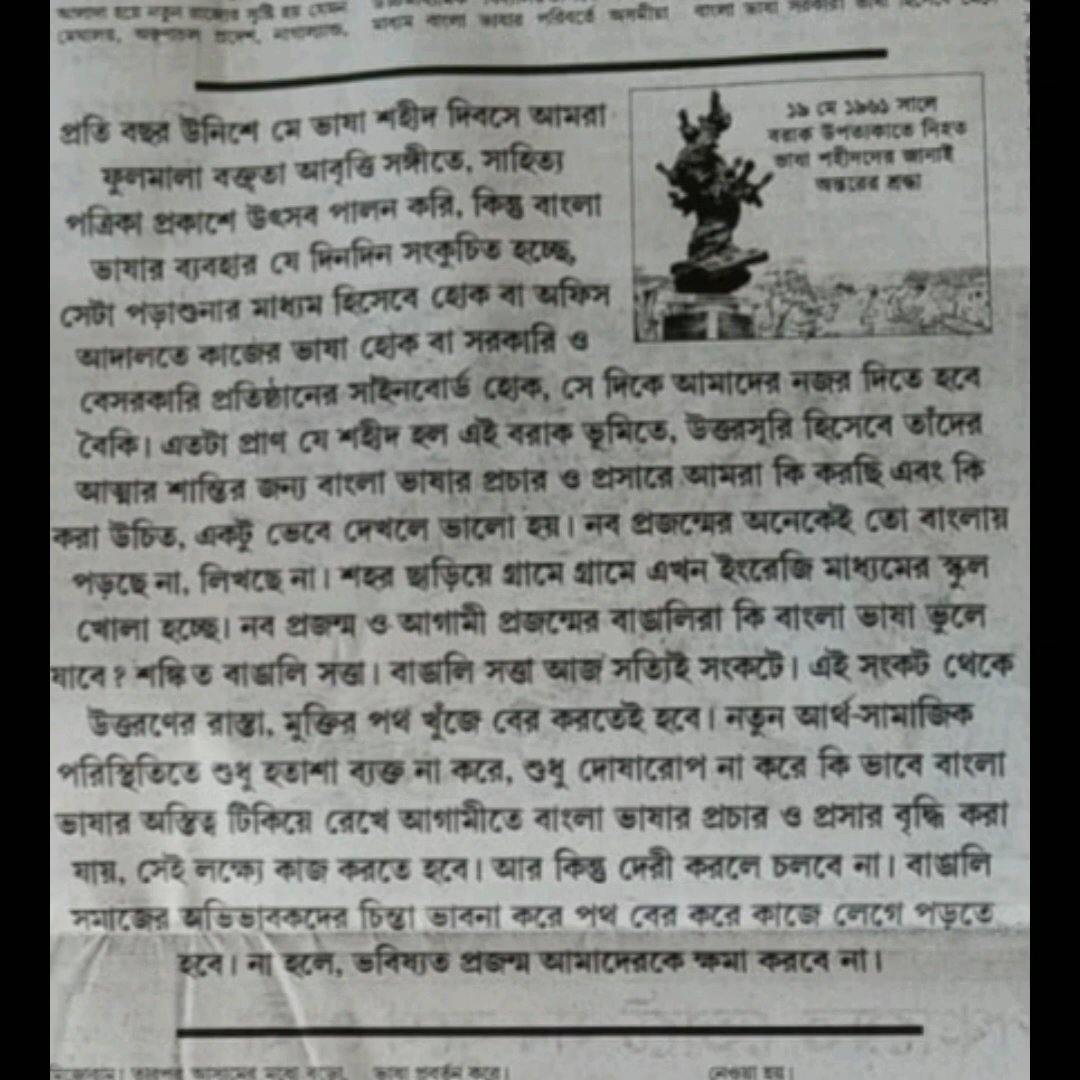 প্রতি বছর উনিশে মে ভাষা শহীদ দিবসে আমরা
ফুলমালা বক্তৃতা আবৃত্তি সঙ্গীতে, সাহিত্য
পত্রিকা প্রকাশে উৎসব পালন করি, কিন্তু বাংলা
ভাষার ব্যবহার যে দিনদিন সংকুচিত হচ্ছে,
সেটা পড়াশুনার মাধ্যম হিসেবে হোক বা অফিস
আদালতে কাজের ভাষা হোক বা সরকারি ও
বেসরকারি প্রতিষ্ঠানের সাইনবোর্ড হোক, সে দিকে আমাদের নজর দিতে হবে
বৈকি। এতটা প্রাণ যে শহীদ হল এই বরাক ভূমিতে, উত্তরসূরি হিসেবে তাঁদের
আত্মার শান্তির জন্য বাংলা ভাষার প্রচার ও প্রসারে আমরা কি করছি এবং কি
করা উচিত, একটু ভেবে দেখলে ভালো হয়। নব প্রজন্মের অনেকেই তো বাংলায়
পড়ছে না, লিখছে না। শহর ছাড়িয়ে গ্রামে গ্রামে এখন ইংরেজি মাধ্যমের স্কুল
খোলা হচ্ছে। নব প্রজন্ম ও আগামী প্রজন্মের বাঙালিরা কি বাংলা ভাষা ভুলে
যাবে? শঙ্কিত বাঙালি সত্তা। বাঙালি সত্তা আজ সত্যিই সংকটে। এই সংকট থেকে
উত্তরণের রাস্তা, মুক্তির পথ খুঁজে বের করতেই হবে। নতুন আর্থ-সামাজিক
পরিস্থিতিতে শুধু হতাশা ব্যক্ত না করে, শুধু দোষারোপ না করে কি ভাবে বাংলা
ভাষার অস্তিত্ব টিকিয়ে রেখে আগামীতে বাংলা ভাষার প্রচার ও প্রসার বৃদ্ধি করা
যায়, সেই লক্ষ্যে কাজ করতে হবে। আর কিন্তু দেরী করলে চলবে না। বাঙালি
সমাজের অভিভাবকদের চিন্তা ভাবনা করে পথ বের করে কাজে লেগে পড়তে
হবে। না হলে, ভবিষ্যত প্রজন্ম আমাদেরকে ক্ষমা করবে না।
১৯ মে ১৯৬১ সালে
বরাক উপত্যকাতে নিহত
ভাষা শহীদদের জানাই
অন্তরের শ্রদ্ধা